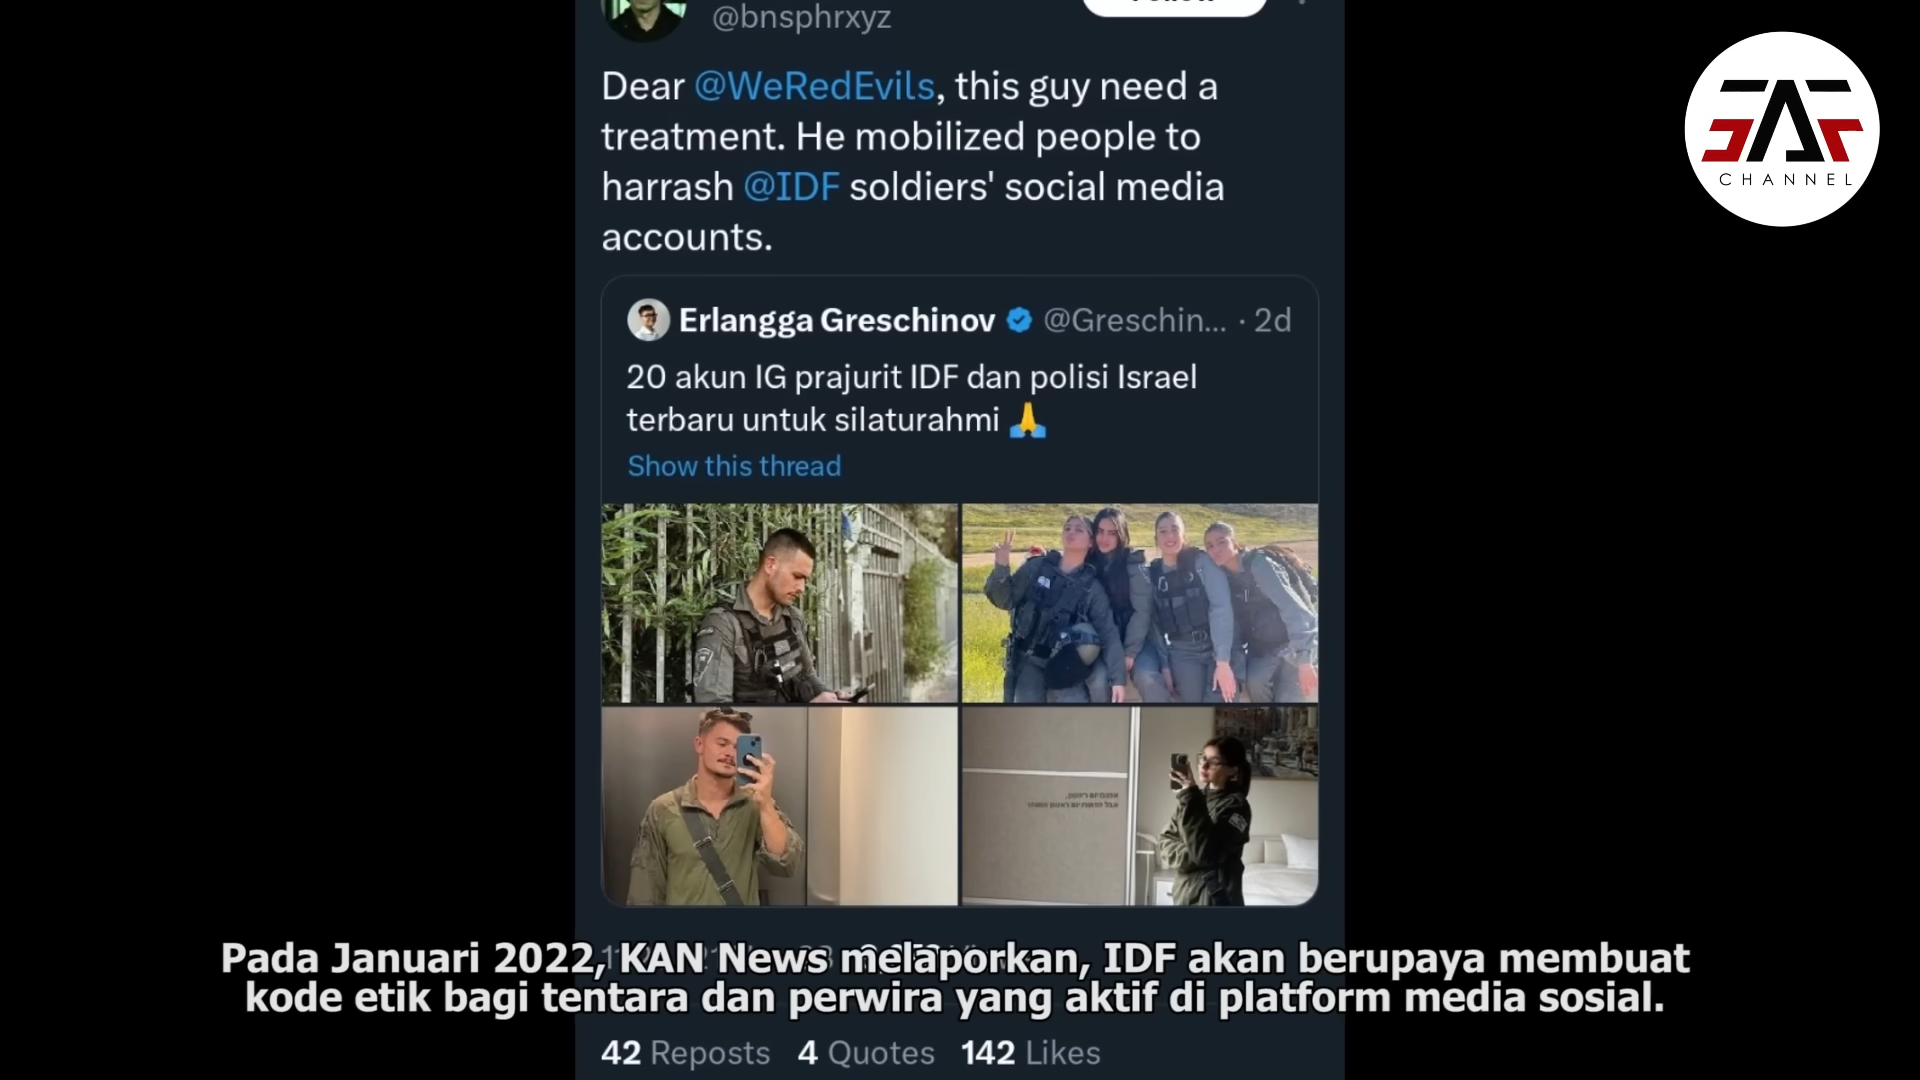 @bnsphrxyz
Dear @WeRedEvils, this guy need a
treatment. He mobilized people to
harrash @IDF soldiers' social media
accounts.
Erlangga Greschinov @Greschin... · 2d
20 akun IG prajurit IDF dan polisi Israel
terbaru untuk silaturahmi 🙏
Show this thread
Pada Januari 2022, KAN News melaporkan, IDF akan berupaya membuat
kode etik bagi tentara dan perwira yang aktif di platform media sosial.
42 Reposts 4 Quotes 142 Likes
CHANNEL